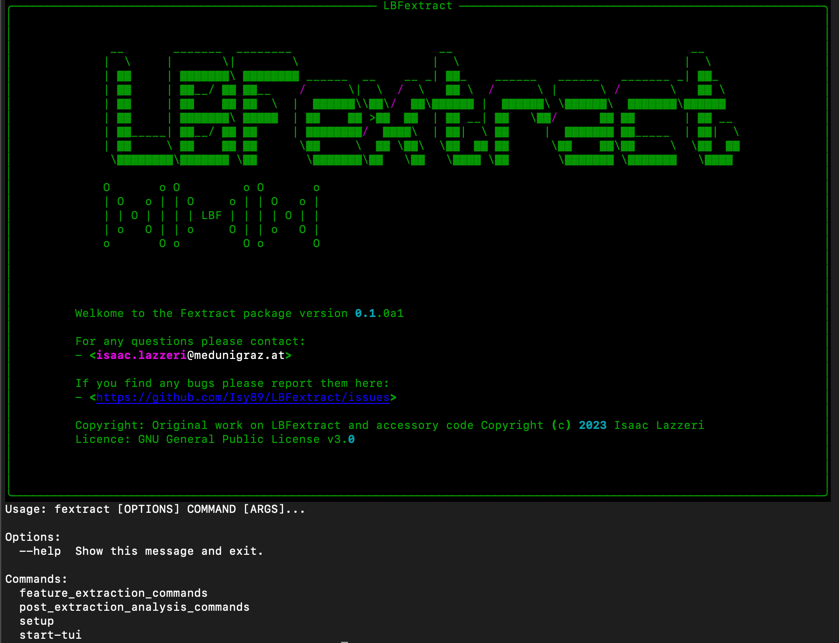 LBFextract
LBFextract
LBF
Welkome to the Fextract package version 0.1.0a1
For any questions please contact:
- <isaac.lazzeri@medunigraz.at>
If you find any bugs please report them here:
- <https://github.com/Isy89/LBFextract/issues>
Copyright: Original work on LBFextract and accessory code Copyright (c) 2023 Isaac Lazzeri
Licence: GNU General Public License v3.0
Usage: fextract [OPTIONS] COMMAND [ARGS]...
Options:
--help  Show this message and exit.
Commands:
feature_extraction_commands
post_extraction_analysis_commands
setup
start-tui